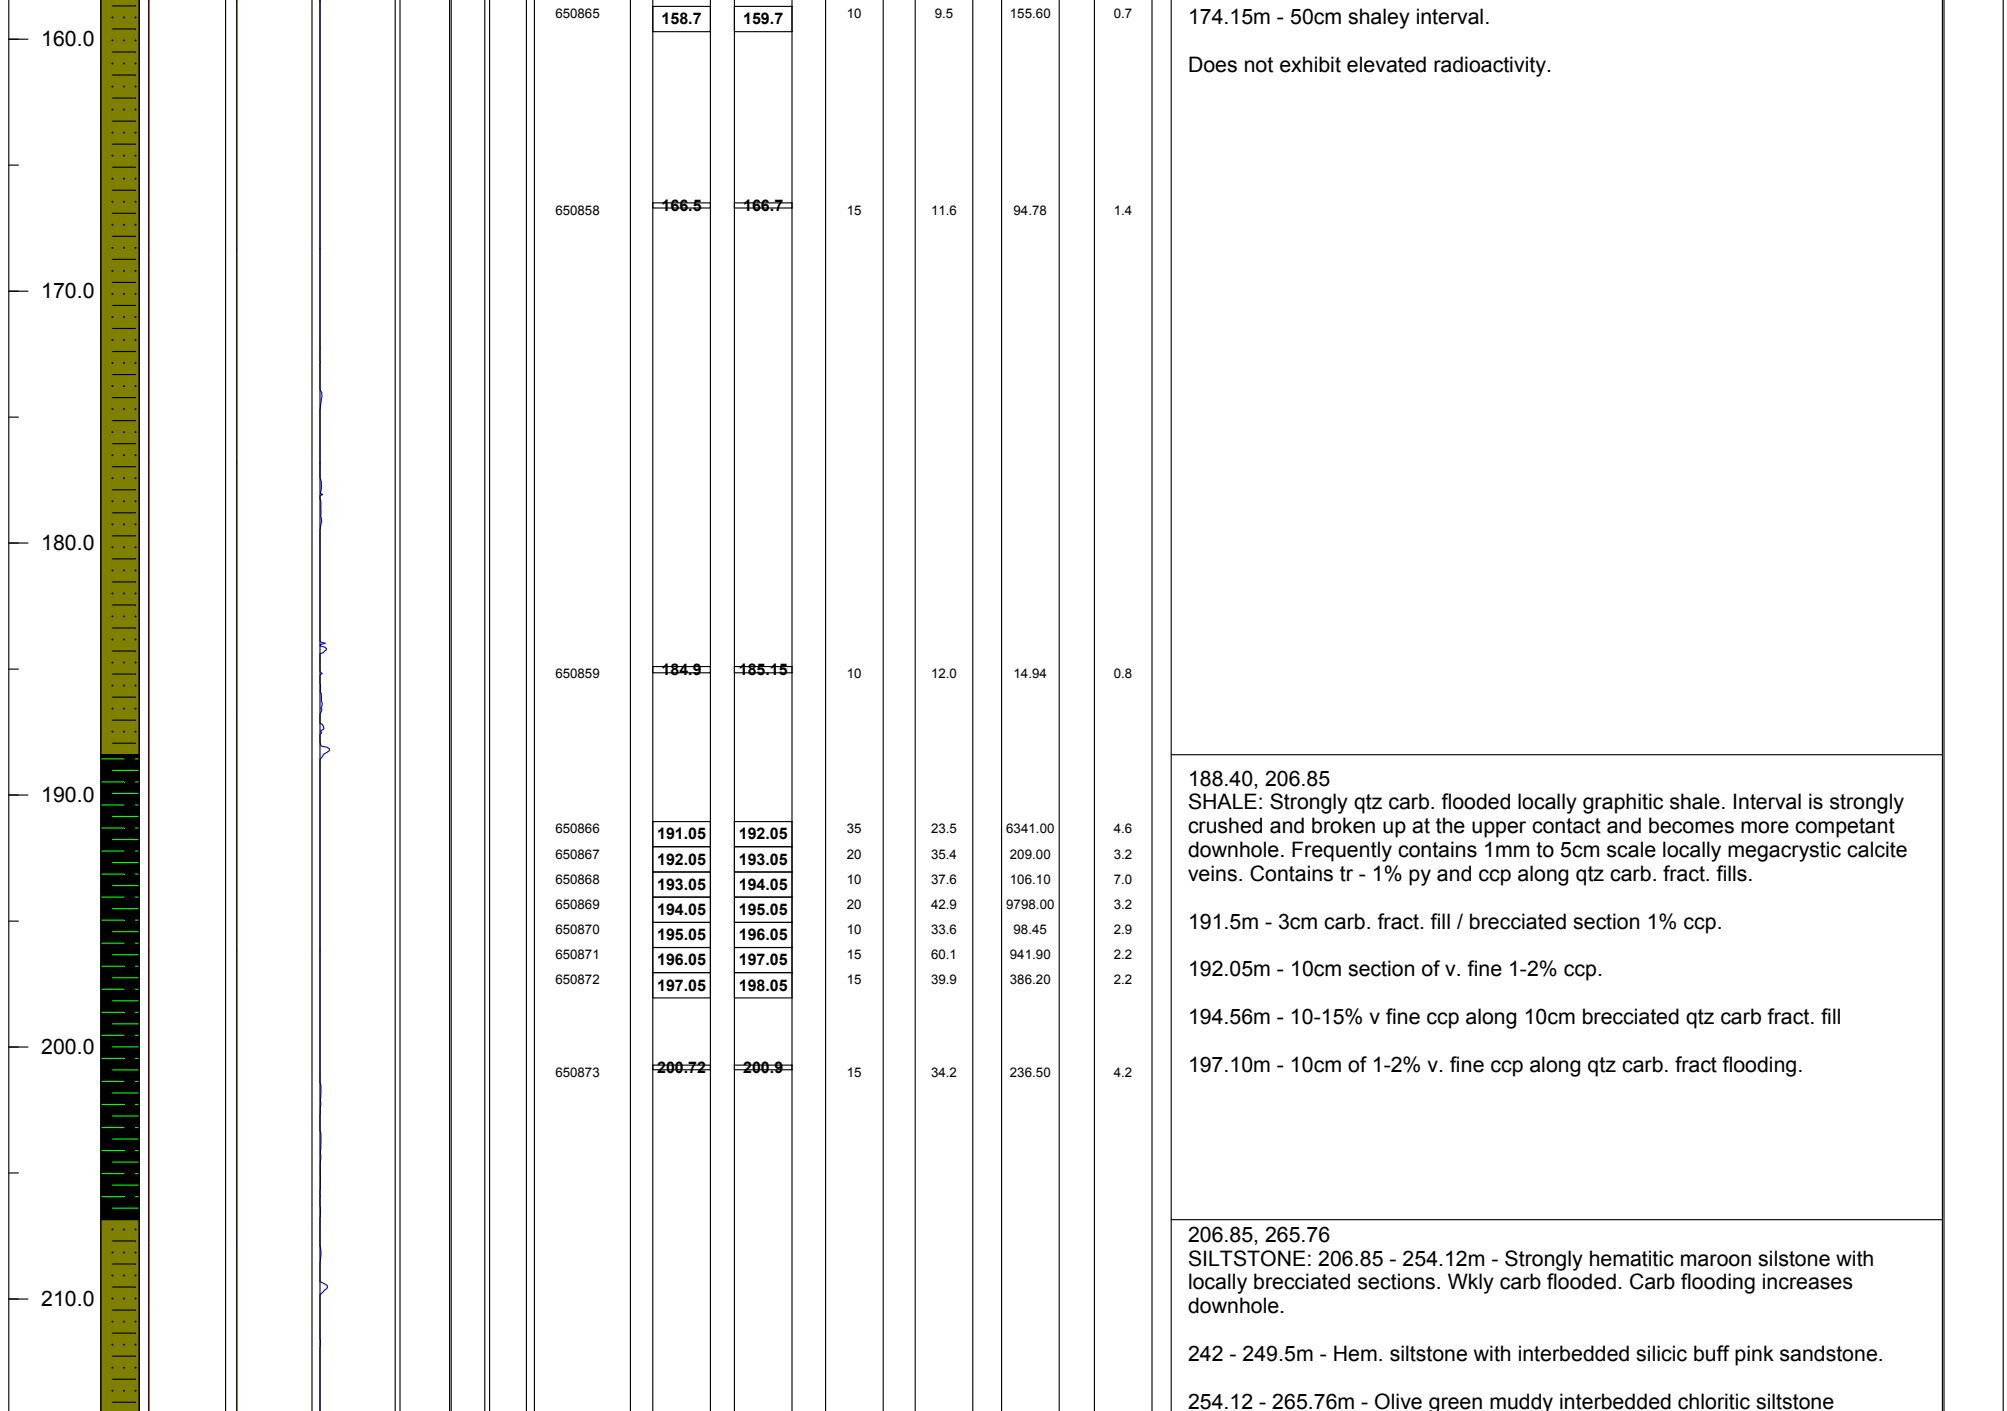 650865 158.7 159.7 10 9.5 155.60 0.7
174.15m - 50cm shaley interval.
160.0
Does not exhibit elevated radioactivity.
650858 166.5 166.7 15 11.6 94.78 1.4
170.0
180.0
650859 184.9 185.15 10 12.0 14.94 0.8
190.0
188.40, 206.85
SHALE: Strongly qtz carb. flooded locally graphitic shale. Interval is strongly
crushed and broken up at the upper contact and becomes more competant
downhole. Frequently contains 1mm to 5cm scale locally megacrystic calcite
veins. Contains tr - 1% py and ccp along qtz carb. fract. fills.
650866 191.05 192.05 35 23.5 6341.00 4.6
650867 192.05 193.05 20 35.4 209.00 3.2
650868 193.05 194.05 10 37.6 106.10 7.0
650869 194.05 195.05 20 42.9 9798.00 3.2
650870 195.05 196.05 10 33.6 98.45 2.9
650871 196.05 197.05 15 60.1 941.90 2.2
650872 197.05 198.05 15 39.9 386.20 2.2
191.5m - 3cm carb. fract. fill / brecciated section 1% ccp.
192.05m - 10cm section of v. fine 1-2% ccp.
194.56m - 10-15% v fine ccp along 10cm brecciated qtz carb fract. fill
200.0
650873 200.72 200.9 15 34.2 236.50 4.2
197.10m - 10cm of 1-2% v. fine ccp along qtz carb. fract flooding.
206.85, 265.76
SILTSTONE: 206.85 - 254.12m - Strongly hematitic maroon silstone with
locally brecciated sections. Wkly carb flooded. Carb flooding increases
downhole.
210.0
242 - 249.5m - Hem. siltstone with interbedded silicic buff pink sandstone.
254.12 - 265.76m - Olive green muddy interbedded chloritic siltstone